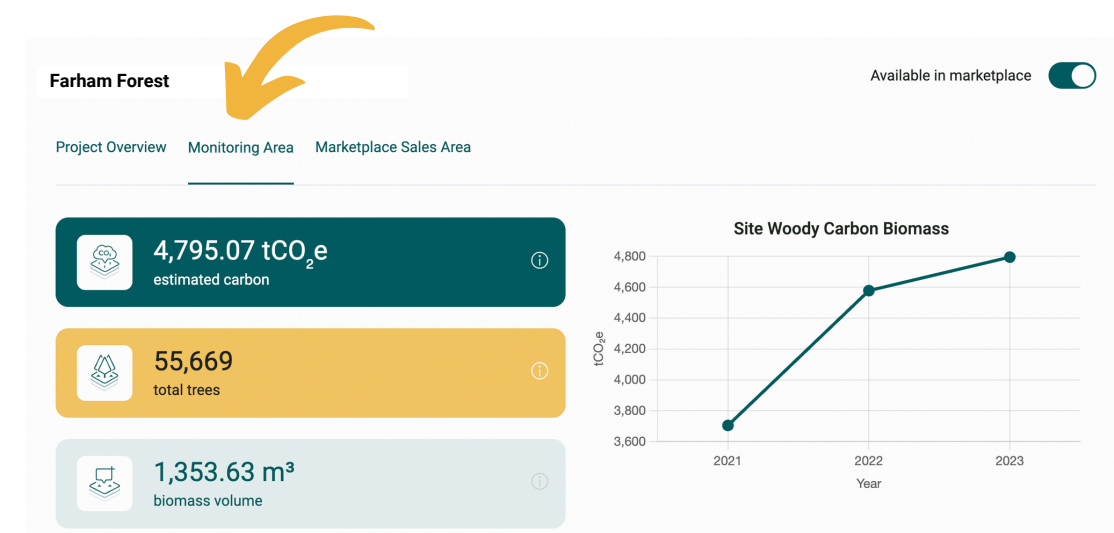 Farham Forest
Available in marketplace
Project Overview Monitoring Area Marketplace Sales Area
CO₂
4,795.07 tCO₂e
estimated carbon
55,669
total trees
1,353.63 m³
biomass volume
Site Woody Carbon Biomass
4,800
4,600
4,400
4,200
4,000
3,800
3,600
tCO₂e
2021 2022 2023
Year